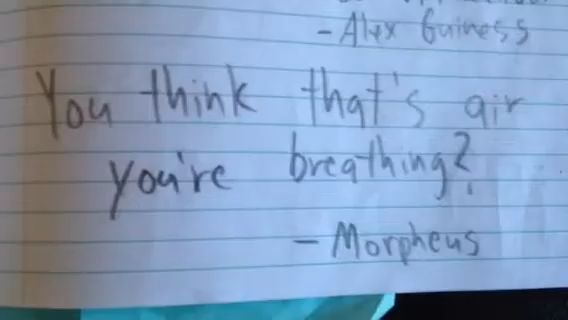 - Alex Guiness
You think that's air
you're breathing?
- Morpheus